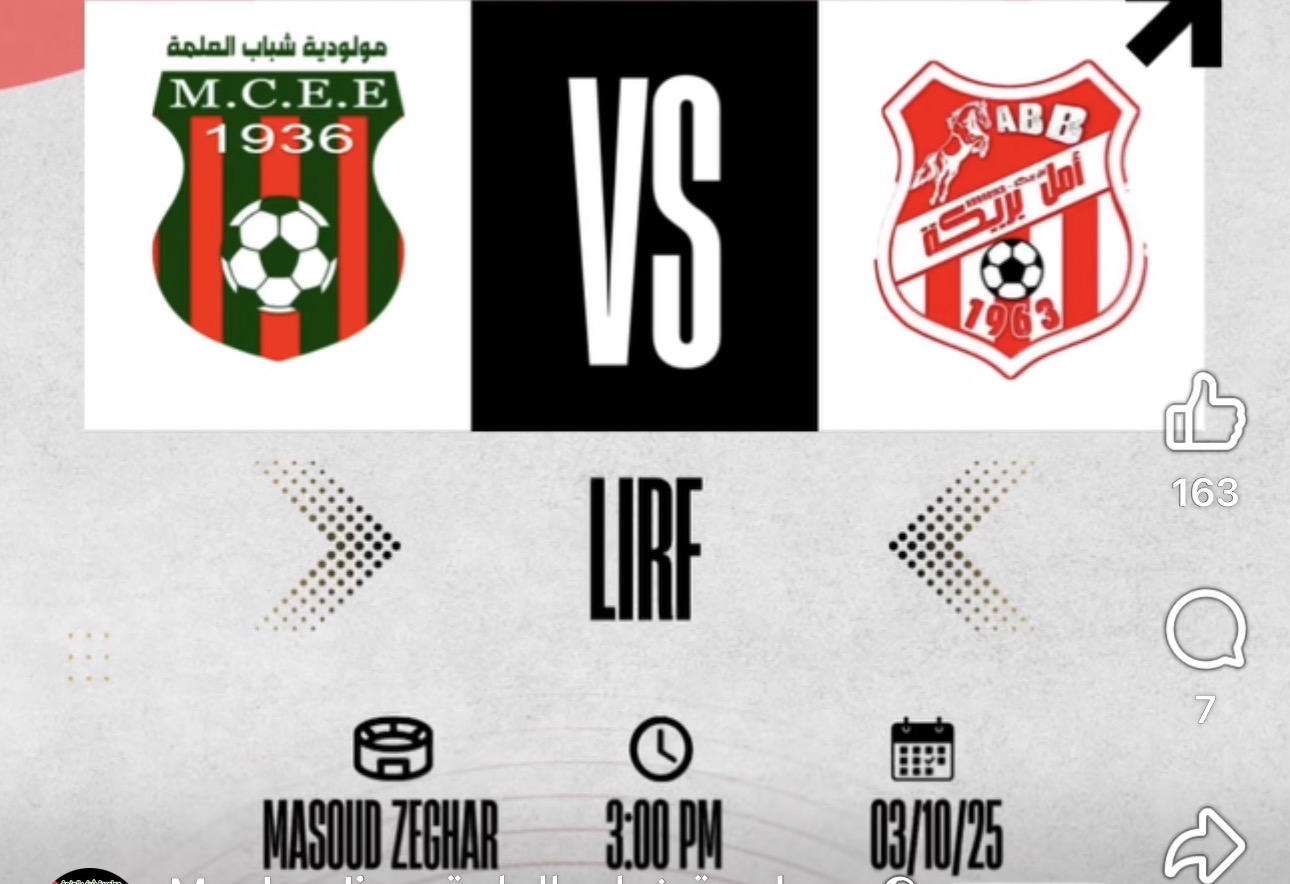 مولودية شباب العلمة
M.C.E.E
1936
VS
ABB
أمل بريكة
1963
LIRF
163
7
MASOUD ZEGHAR
3:00 PM
03/10/25